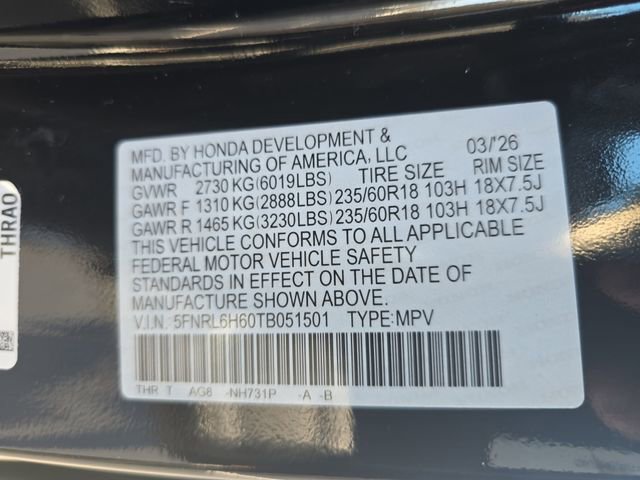 MFD. BY HONDA DEVELOPMENT &
MANUFACTURING OF AMERICA, LLC 03/'26
GVWR 2730 KG(6019LBS) TIRE SIZE RIM SIZE
GAWR F 1310 KG(2888LBS) 235/60R18 103H 18X7.5J
GAWR R 1465 KG(3230LBS) 235/60R18 103H 18X7.5J
THIS VEHICLE CONFORMS TO ALL APPLICABLE
FEDERAL MOTOR VEHICLE SAFETY
STANDARDS IN EFFECT ON THE DATE OF
MANUFACTURE SHOWN ABOVE.
V.I.N. 5FNRL6H60TB051501 TYPE:MPV
THR T AG8 -NH731P -A -B
THRA0